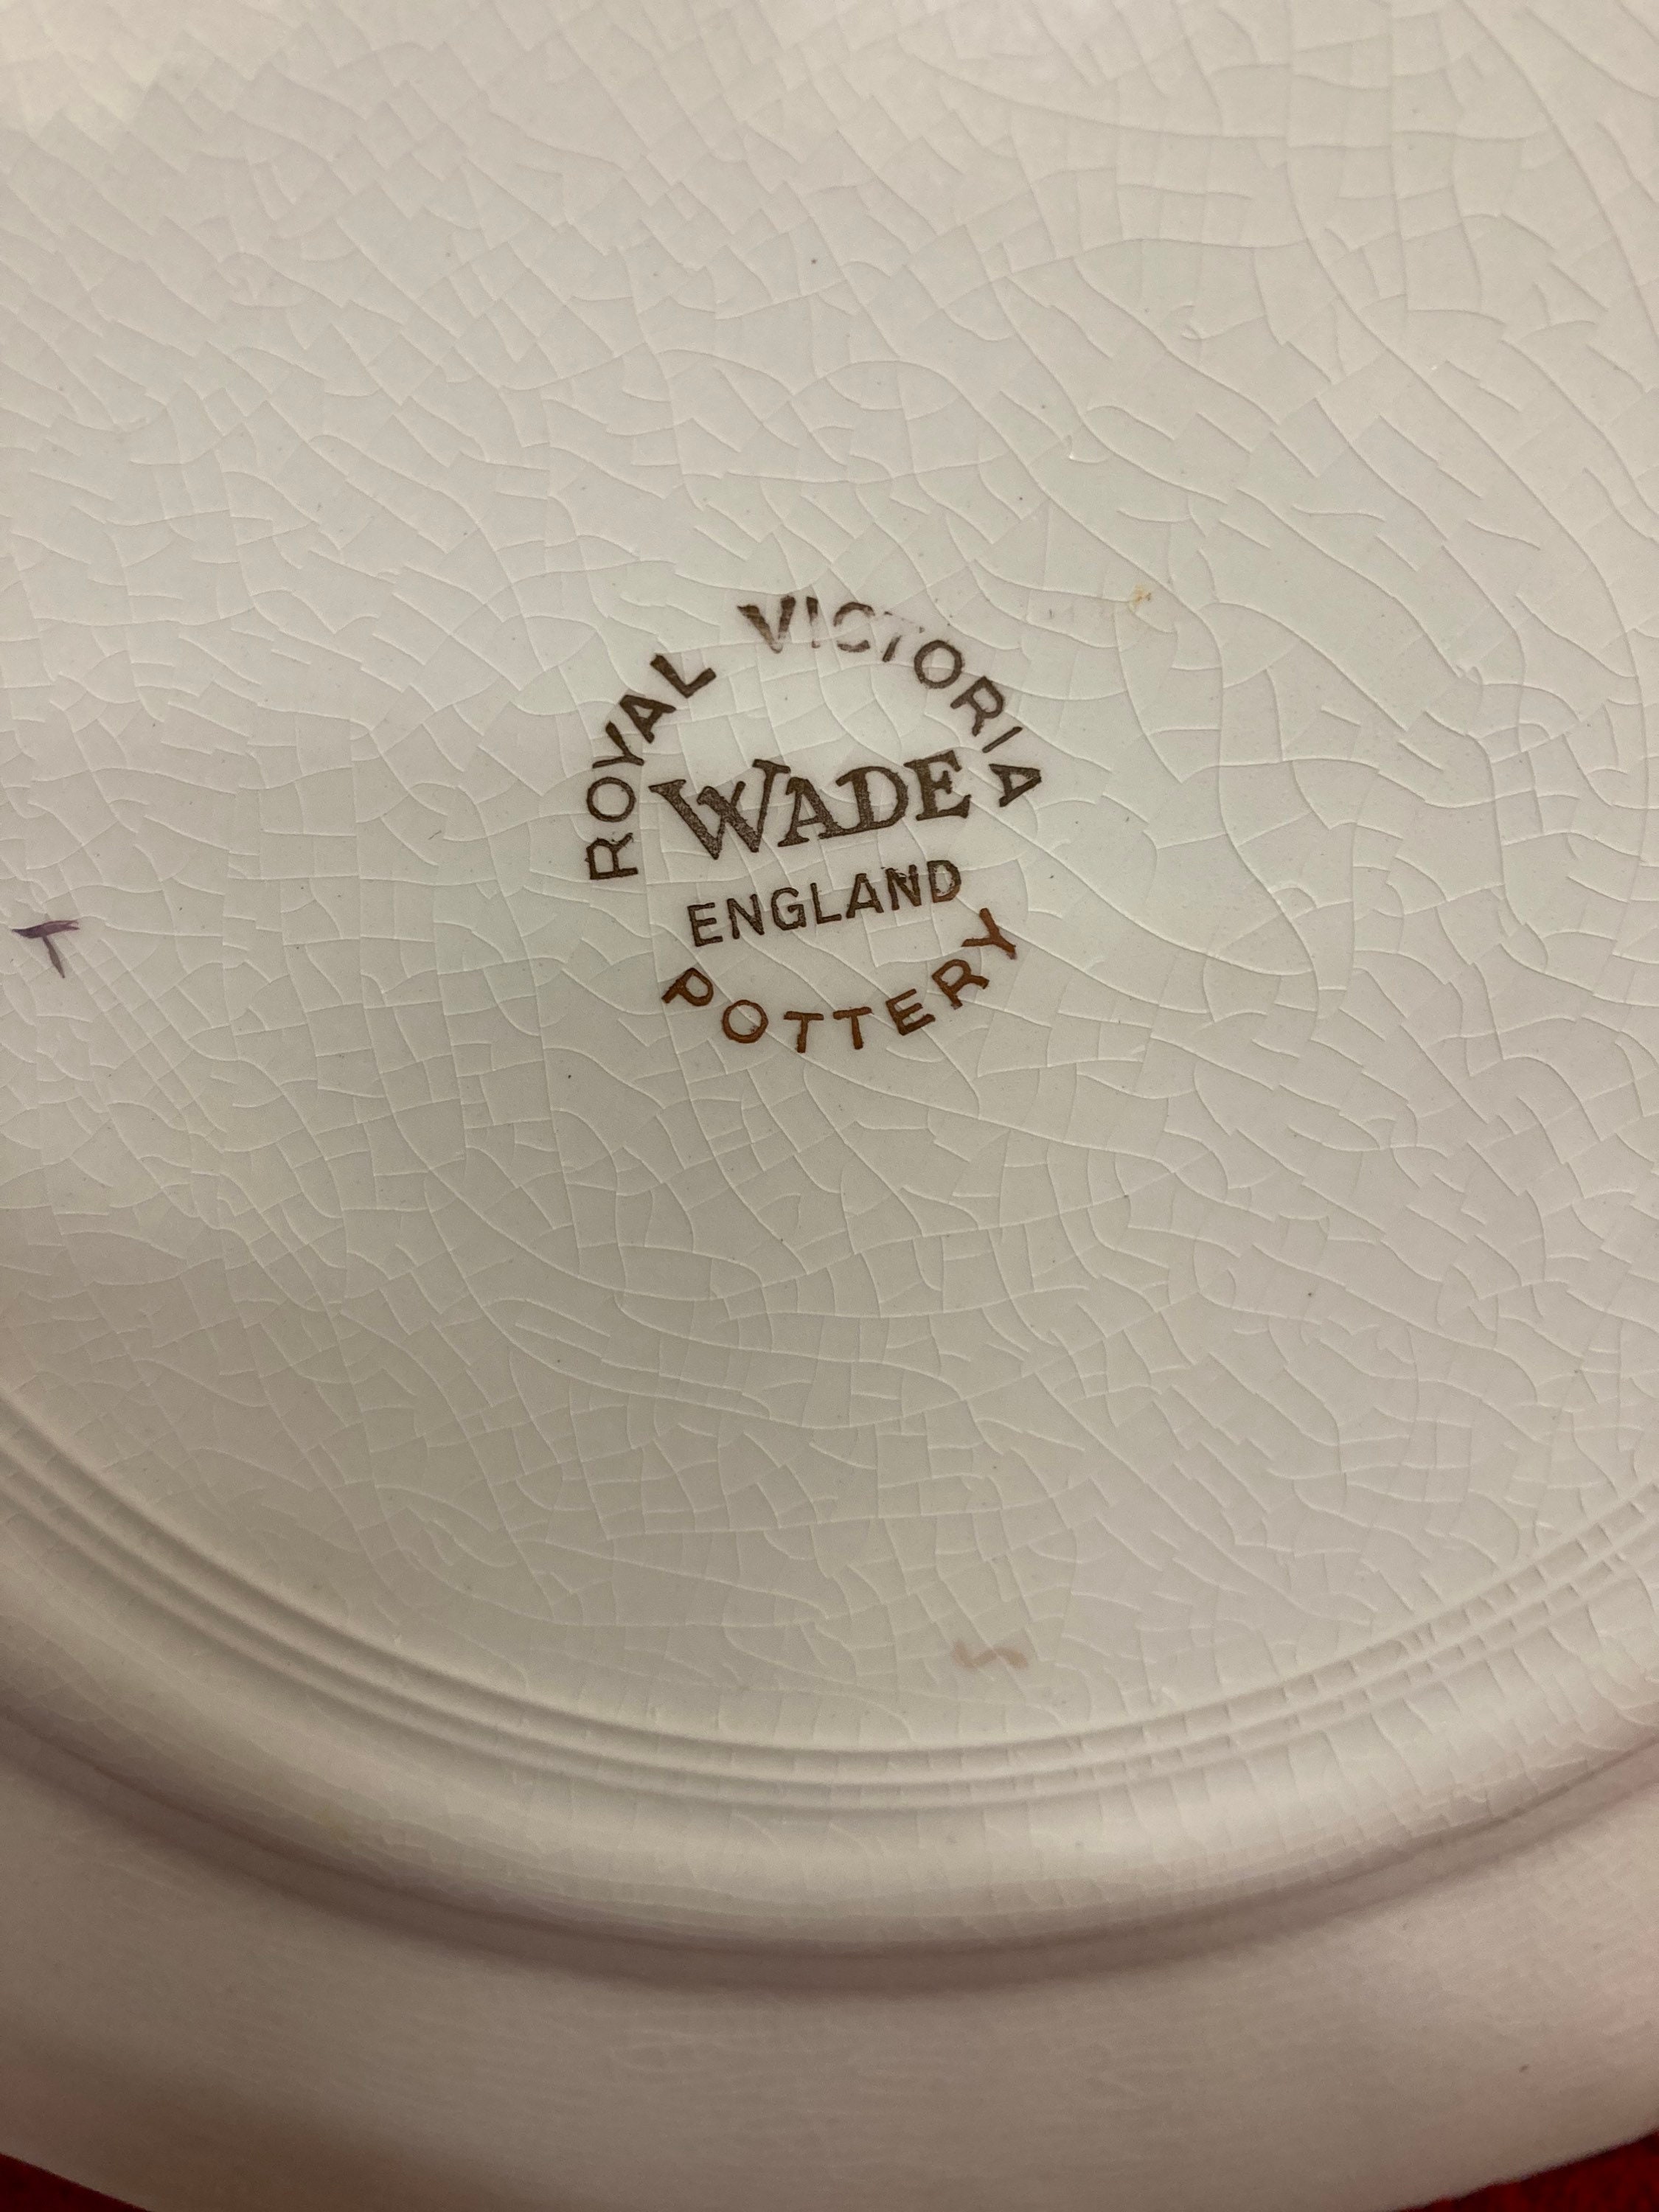 ROYAL VICTORIA
WADE
ENGLAND
POTTERY
T